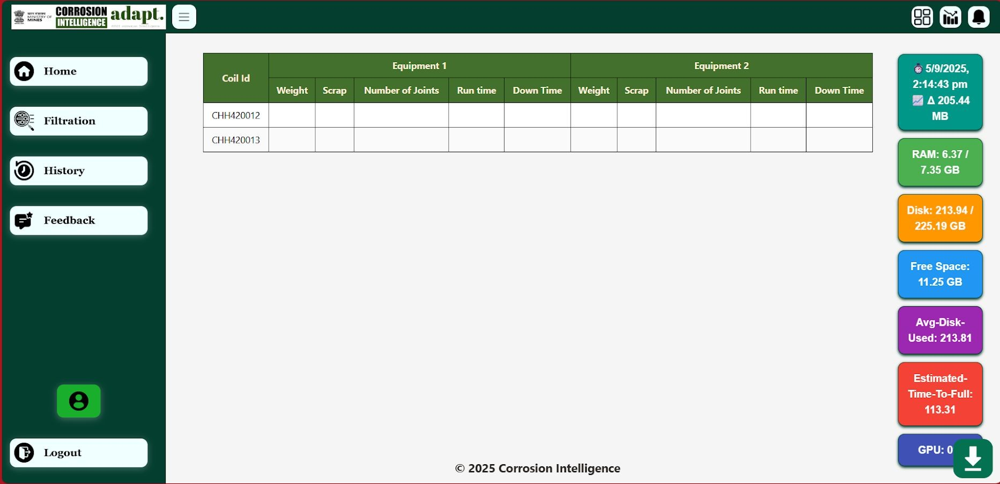 खान मंत्रालय
MINISTRY OF
MINES
CORROSION
INTELLIGENCE
adapt.
©2023 corrosion Intelligence
Home
Filtration
History
Feedback
Logout
Coil Id Equipment 1 Equipment 2
Weight Scrap Number of Joints Run time Down Time Weight Scrap Number of Joints Run time Down Time
CHH420012
CHH420013
5/9/2025,
2:14:43 pm
Δ 205.44
MB
RAM: 6.37 /
7.35 GB
Disk: 213.94 /
225.19 GB
Free Space:
11.25 GB
Avg-Disk-
Used: 213.81
Estimated-
Time-To-Full:
113.31
GPU: 0
© 2025 Corrosion Intelligence